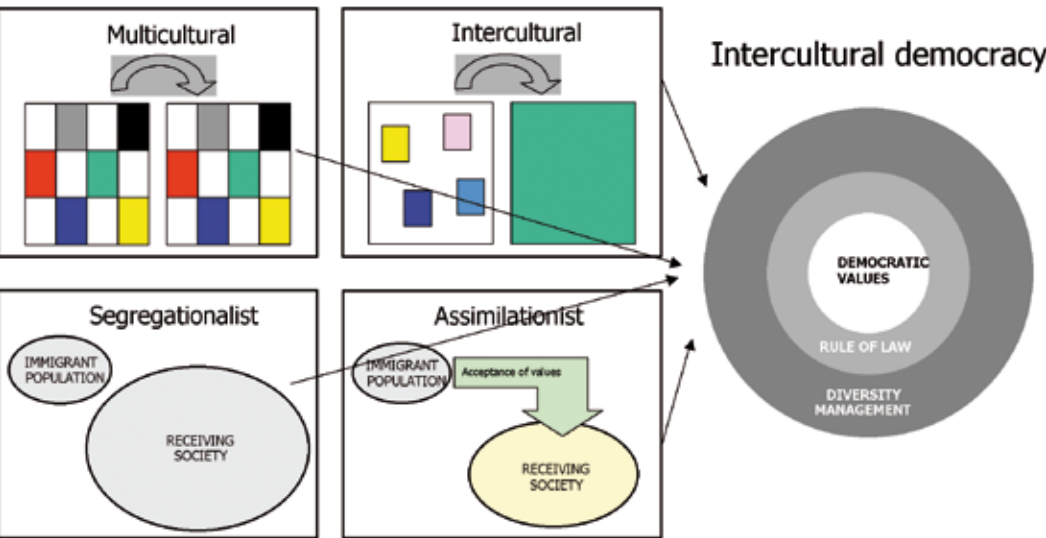 Multicultural
Intercultural
Intercultural democracy
DEMOCRATIC
VALUES
RULE OF LAW
DIVERSITY
MANAGEMENT
Segregationalist
IMMIGRANT
POPULATION
RECEIVING
SOCIETY
Assimilationist
IMMIGRANT
POPULATION
Acceptance of values
RECEIVING
SOCIETY